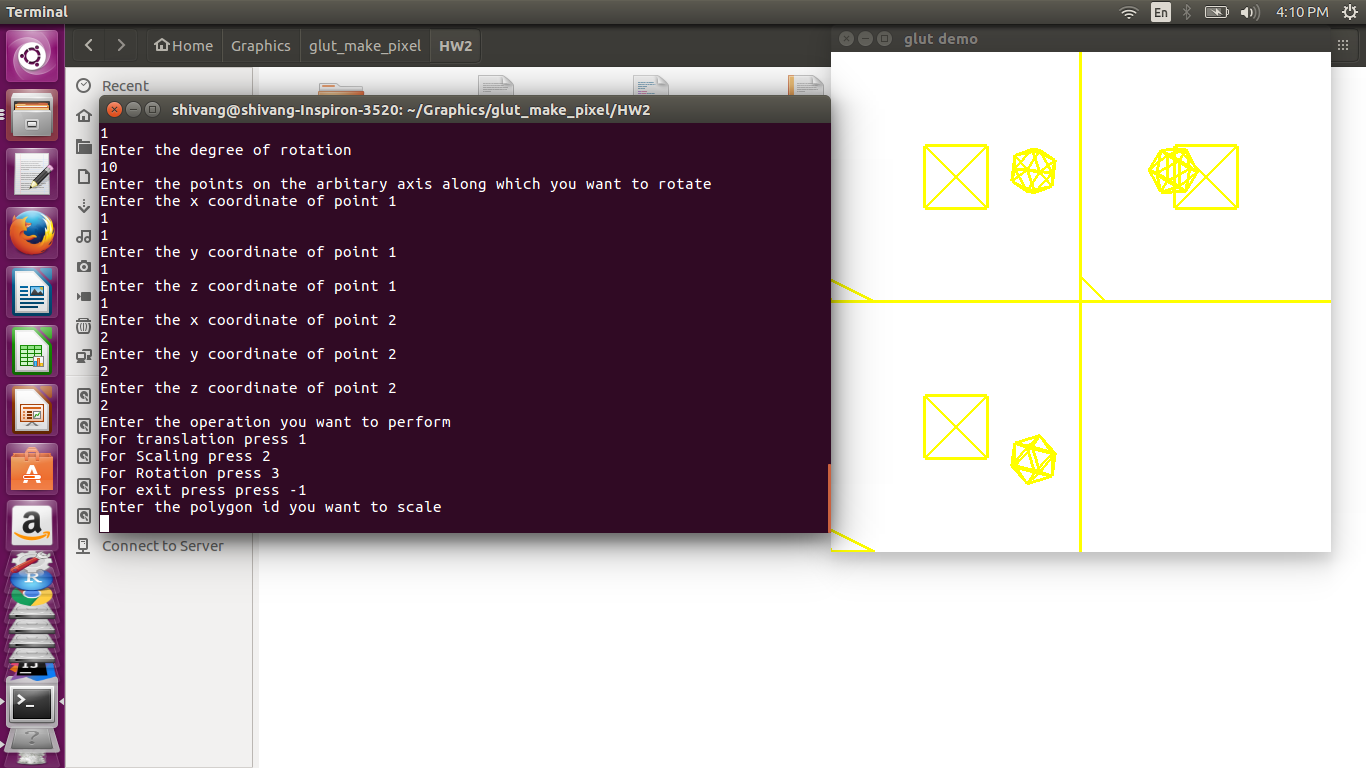 Terminal
En
4:10 PM
Home
Graphics
glut_make_pixel
HW2
glut demo
Recent
shivang@shivang-Inspiron-3520: ~/Graphics/glut_make_pixel/HW2
1
Enter the degree of rotation
10
Enter the points on the arbitary axis along which you want to rotate
Enter the x coordinate of point 1
1
1
Enter the y coordinate of point 1
1
Enter the z coordinate of point 1
1
Enter the x coordinate of point 2
2
Enter the y coordinate of point 2
2
Enter the z coordinate of point 2
2
Enter the operation you want to perform
For translation press 1
For Scaling press 2
For Rotation press 3
For exit press press -1
Enter the polygon id you want to scale
Connect to Server